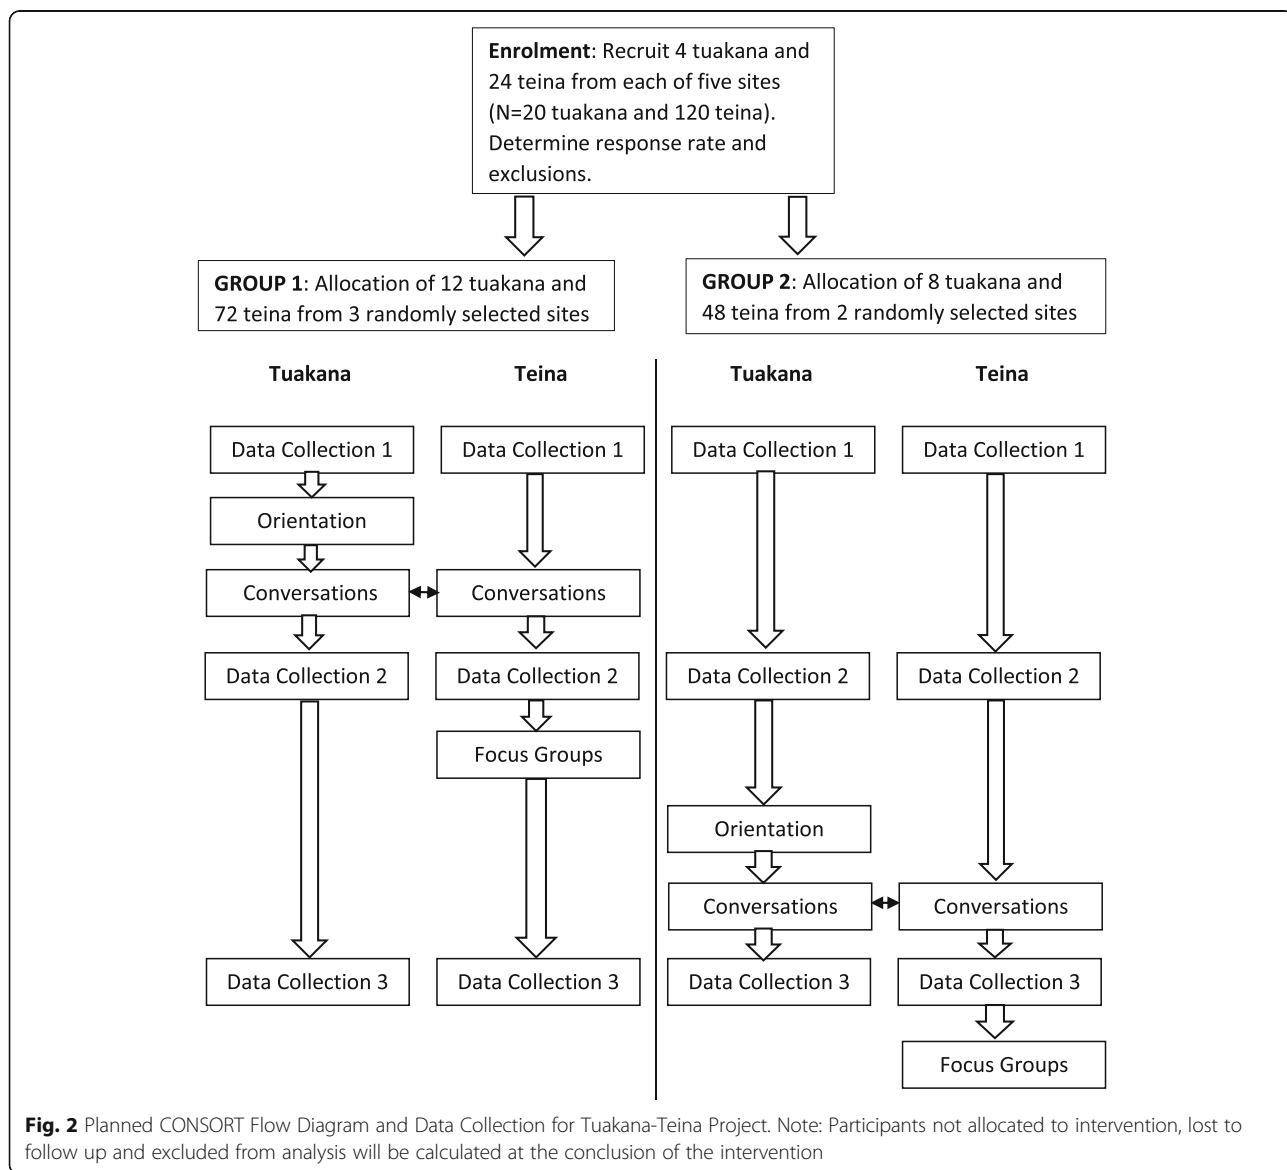 Enrolment: Recruit 4 tuakana and
24 teina from each of five sites
(N=20 tuakana and 120 teina).
Determine response rate and
exclusions.
GROUP 1: Allocation of 12 tuakana and
72 teina from 3 randomly selected sites
GROUP 2: Allocation of 8 tuakana and
48 teina from 2 randomly selected sites
Tuakana
Teina
Tuakana
Teina
Data Collection 1
Data Collection 1
Data Collection 1
Data Collection 1
Orientation
Conversations
Conversations
Data Collection 2
Data Collection 2
Data Collection 2
Data Collection 2
Focus Groups
Orientation
Conversations
Conversations
Data Collection 3
Data Collection 3
Data Collection 3
Data Collection 3
Focus Groups
Fig. 2 Planned CONSORT Flow Diagram and Data Collection for Tuakana-Teina Project. Note: Participants not allocated to intervention, lost to
follow up and excluded from analysis will be calculated at the conclusion of the intervention